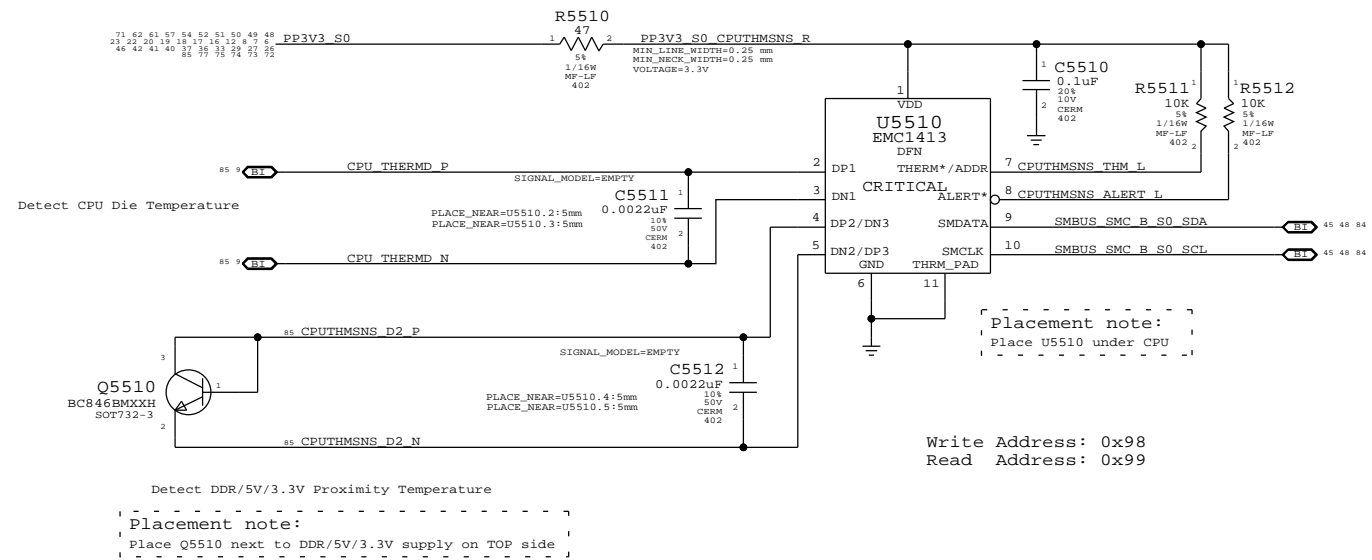 R5510
47
71 62 61 57 54 52 51 50 49 48
23 22 20 19 18 17 16 12 8 7 6
46 42 41 40 37 36 33 29 27 26
85 77 75 74 73 72
PP3V3_S0
1
2
PP3V3_S0_CPUTHMSNS_R
MIN_LINE_WIDTH=0.25 mm
MIN_NECK_WIDTH=0.25 mm
VOLTAGE=3.3V
5%
1/16W
MF-LF
402
1
C5510
0.1uF
20%
10V
CERM
402
2
R5511
10K
5%
1/16W
MF-LF
402
1
2
R5512
10K
5%
1/16W
MF-LF
402
1
2
1
VDD
U5510
EMC1413
DFN
CRITICAL
2 DP1
3 DN1
4 DP2/DN3
5 DN2/DP3
THERM*/ADDR 7 CPUTHMSNS_THM_L
ALERT* 8 CPUTHMSNS_ALERT_L
SMDATA 9 SMBUS_SMC_B_S0_SDA BI 45 48 84
SMCLK 10 SMBUS_SMC_B_S0_SCL BI 45 48 84
GND THRM_PAD
6 11
85 9 BI CPU_THERMD_P
SIGNAL_MODEL=EMPTY
Detect CPU Die Temperature
C5511
0.0022uF
10%
50V
CERM
402
1
2
PLACE_NEAR=U5510.2:5mm
PLACE_NEAR=U5510.3:5mm
85 9 BI CPU_THERMD_N
Placement note:
Place U5510 under CPU
85 CPUTHMSNS_D2_P
SIGNAL_MODEL=EMPTY
3
1
2
Q5510
BC846BMXXH
SOT732-3
C5512
0.0022uF
10%
50V
CERM
402
1
2
PLACE_NEAR=U5510.4:5mm
PLACE_NEAR=U5510.5:5mm
85 CPUTHMSNS_D2_N
Write Address: 0x98
Read Address: 0x99
Detect DDR/5V/3.3V Proximity Temperature
Placement note:
Place Q5510 next to DDR/5V/3.3V supply on TOP side